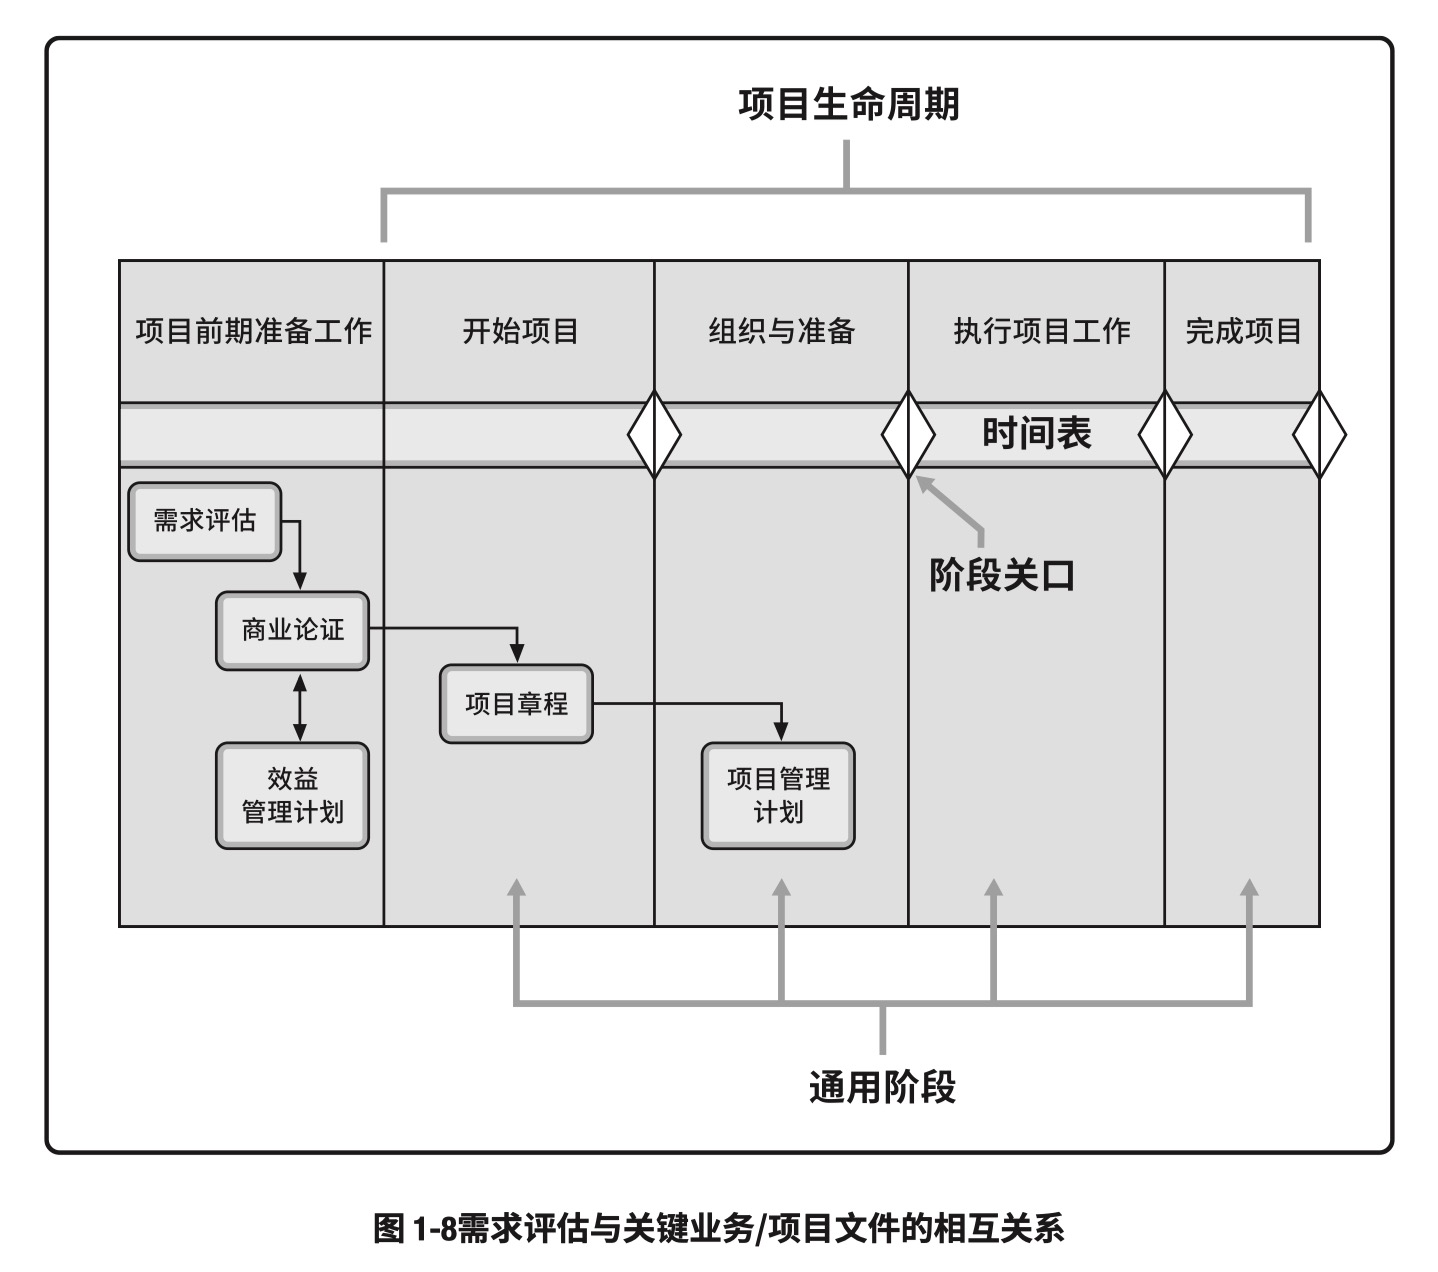 项目生命周期
项目前期准备工作
开始项目
组织与准备
执行项目工作
完成项目
时间表
需求评估
阶段关口
商业论证
项目章程
效益
管理计划
项目管理
计划
通用阶段
图 1-8需求评估与关键业务/项目文件的相互关系